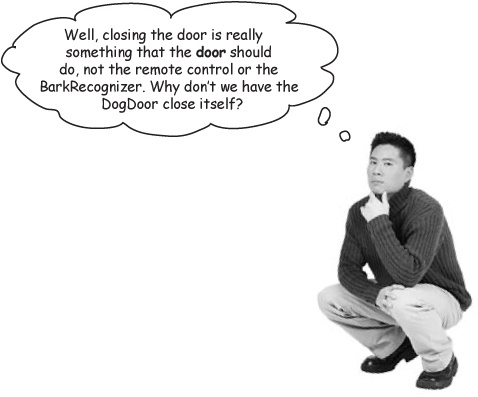 Well, closing the door is really
something that the door should
do, not the remote control or the
BarkRecognizer. Why don't we have the
DogDoor close itself?